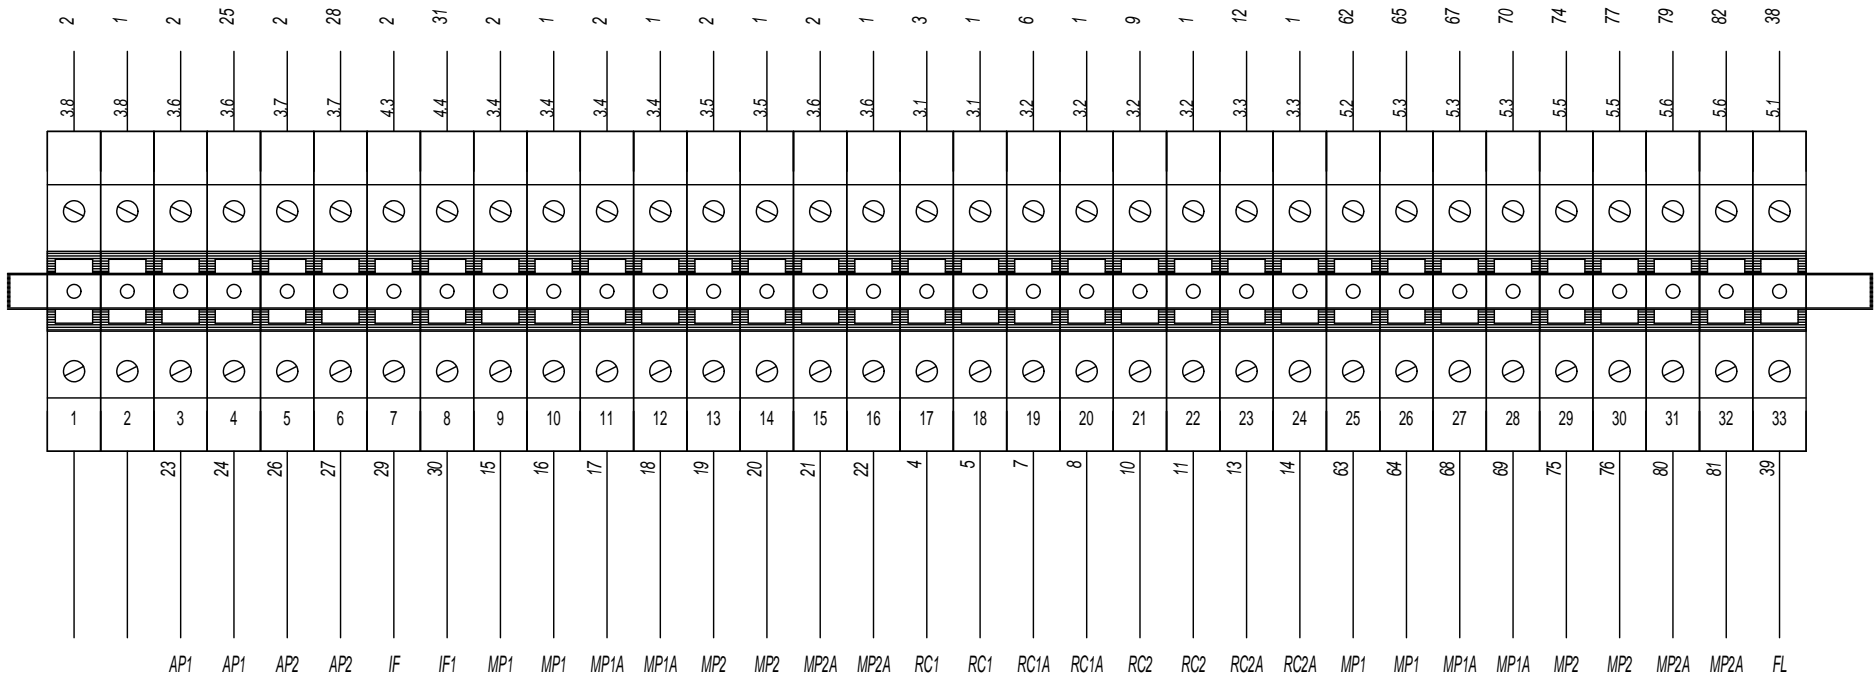 2 1 2 25 2 28 2 31 2 1 2 1 2 1 2 1 3 1 6 1 9 1 12 1 62 65 67 70 74 77 79 82 38
3.8 3.8 3.6 3.6 3.7 3.7 4.3 4.4 3.4 3.4 3.4 3.4 3.5 3.5 3.6 3.6 3.1 3.1 3.2 3.2 3.2 3.2 3.3 3.3 5.2 5.3 5.3 5.3 5.5 5.5 5.6 5.6 5.1
1 2 3 4 5 6 7 8 9 10 11 12 13 14 15 16 17 18 19 20 21 22 23 24 25 26 27 28 29 30 31 32 33
23 24 26 27 29 30 15 16 17 18 19 20 21 22 4 5 7 8 10 11 13 14 63 64 68 69 75 76 80 81 39
AP1 AP1 AP2 AP2 IF IF1 MP1 MP1 MP1A MP1A MP2 MP2 MP2A MP2A RC1 RC1 RC1A RC1A RC2 RC2 RC2A RC2A MP1 MP1 MP1A MP1A MP2 MP2 MP2A MP2A FL